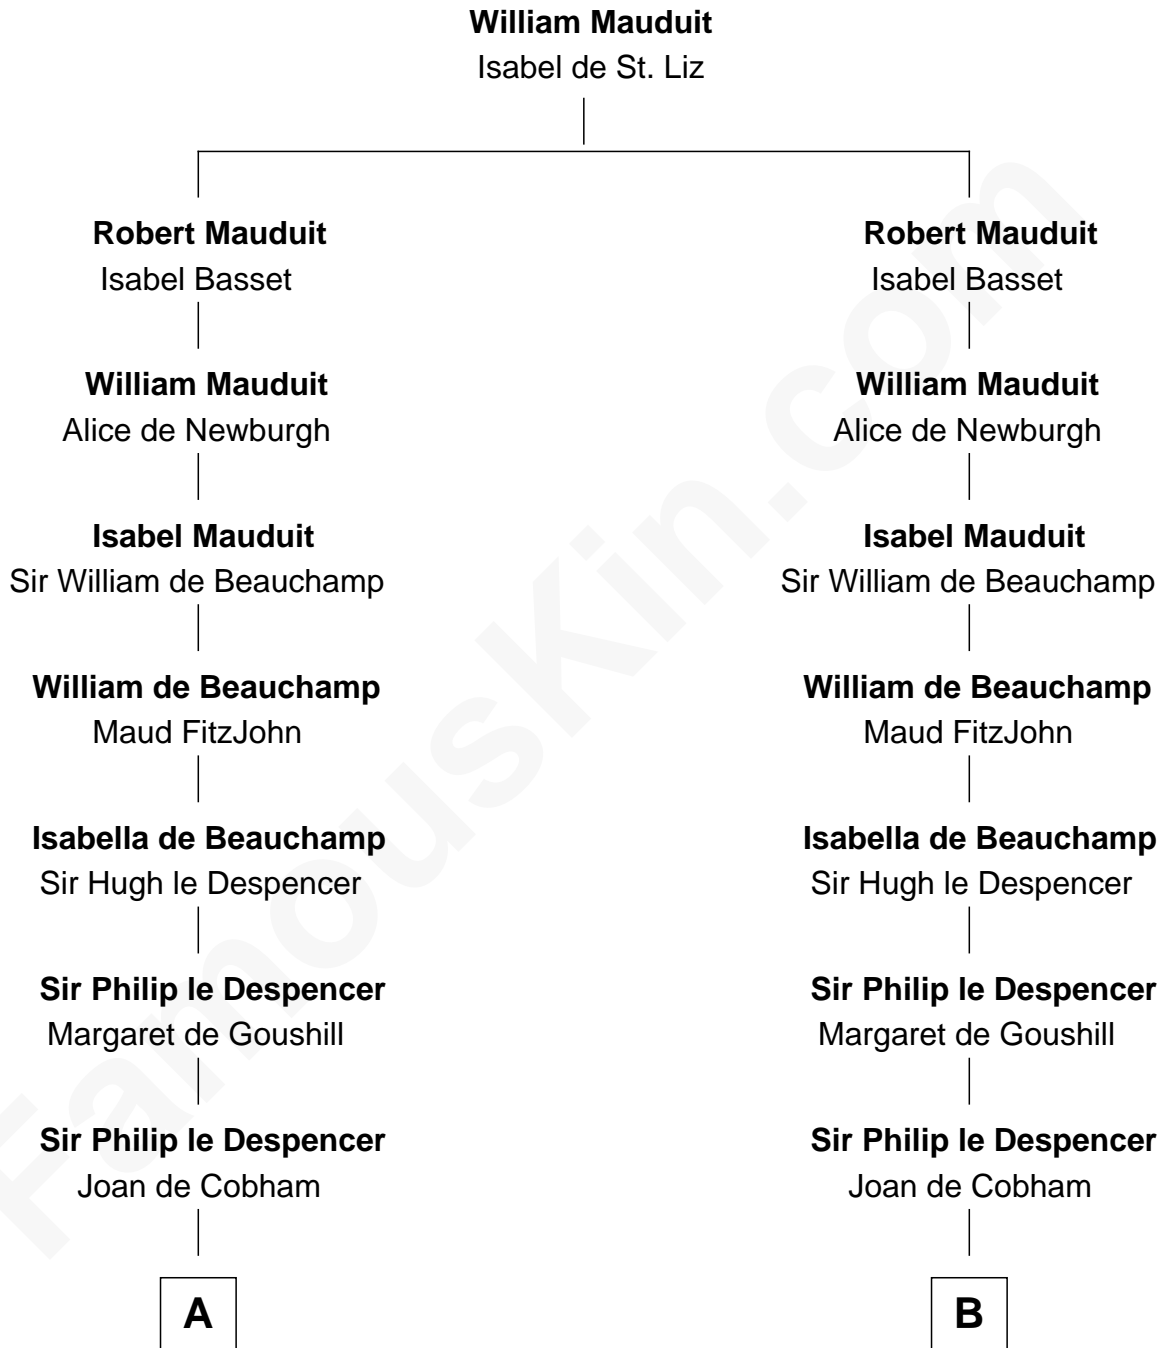 William Mauduit
Isabel de St. Liz
Robert Mauduit
Isabel Basset
William Mauduit
Alice de Newburgh
Isabel Mauduit
Sir William de Beauchamp
William de Beauchamp
Maud FitzJohn
Isabella de Beauchamp
Sir Hugh le Despencer
Sir Philip le Despencer
Margaret de Goushill
Sir Philip le Despencer
Joan de Cobham
A
Robert Mauduit
Isabel Basset
William Mauduit
Alice de Newburgh
Isabel Mauduit
Sir William de Beauchamp
William de Beauchamp
Maud FitzJohn
Isabella de Beauchamp
Sir Hugh le Despencer
Sir Philip le Despencer
Margaret de Goushill
Sir Philip le Despencer
Joan de Cobham
B
FamousKin.com